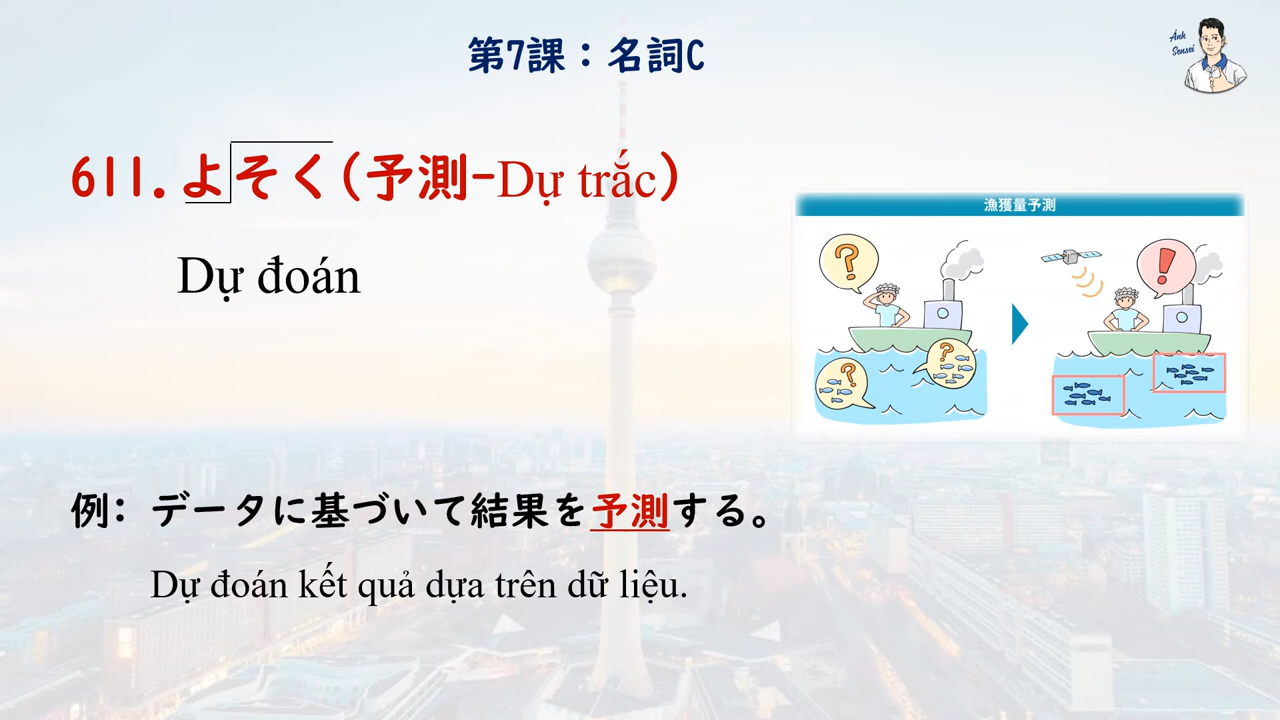 第7課：名詞C
Ánh
Sensei
611.よそく(予測-Dự trắc)
Dự đoán
漁獲量予測
?
!
?
?
例: データに基づいて結果を予測する。
Dự đoán kết quả dựa trên dữ liệu.